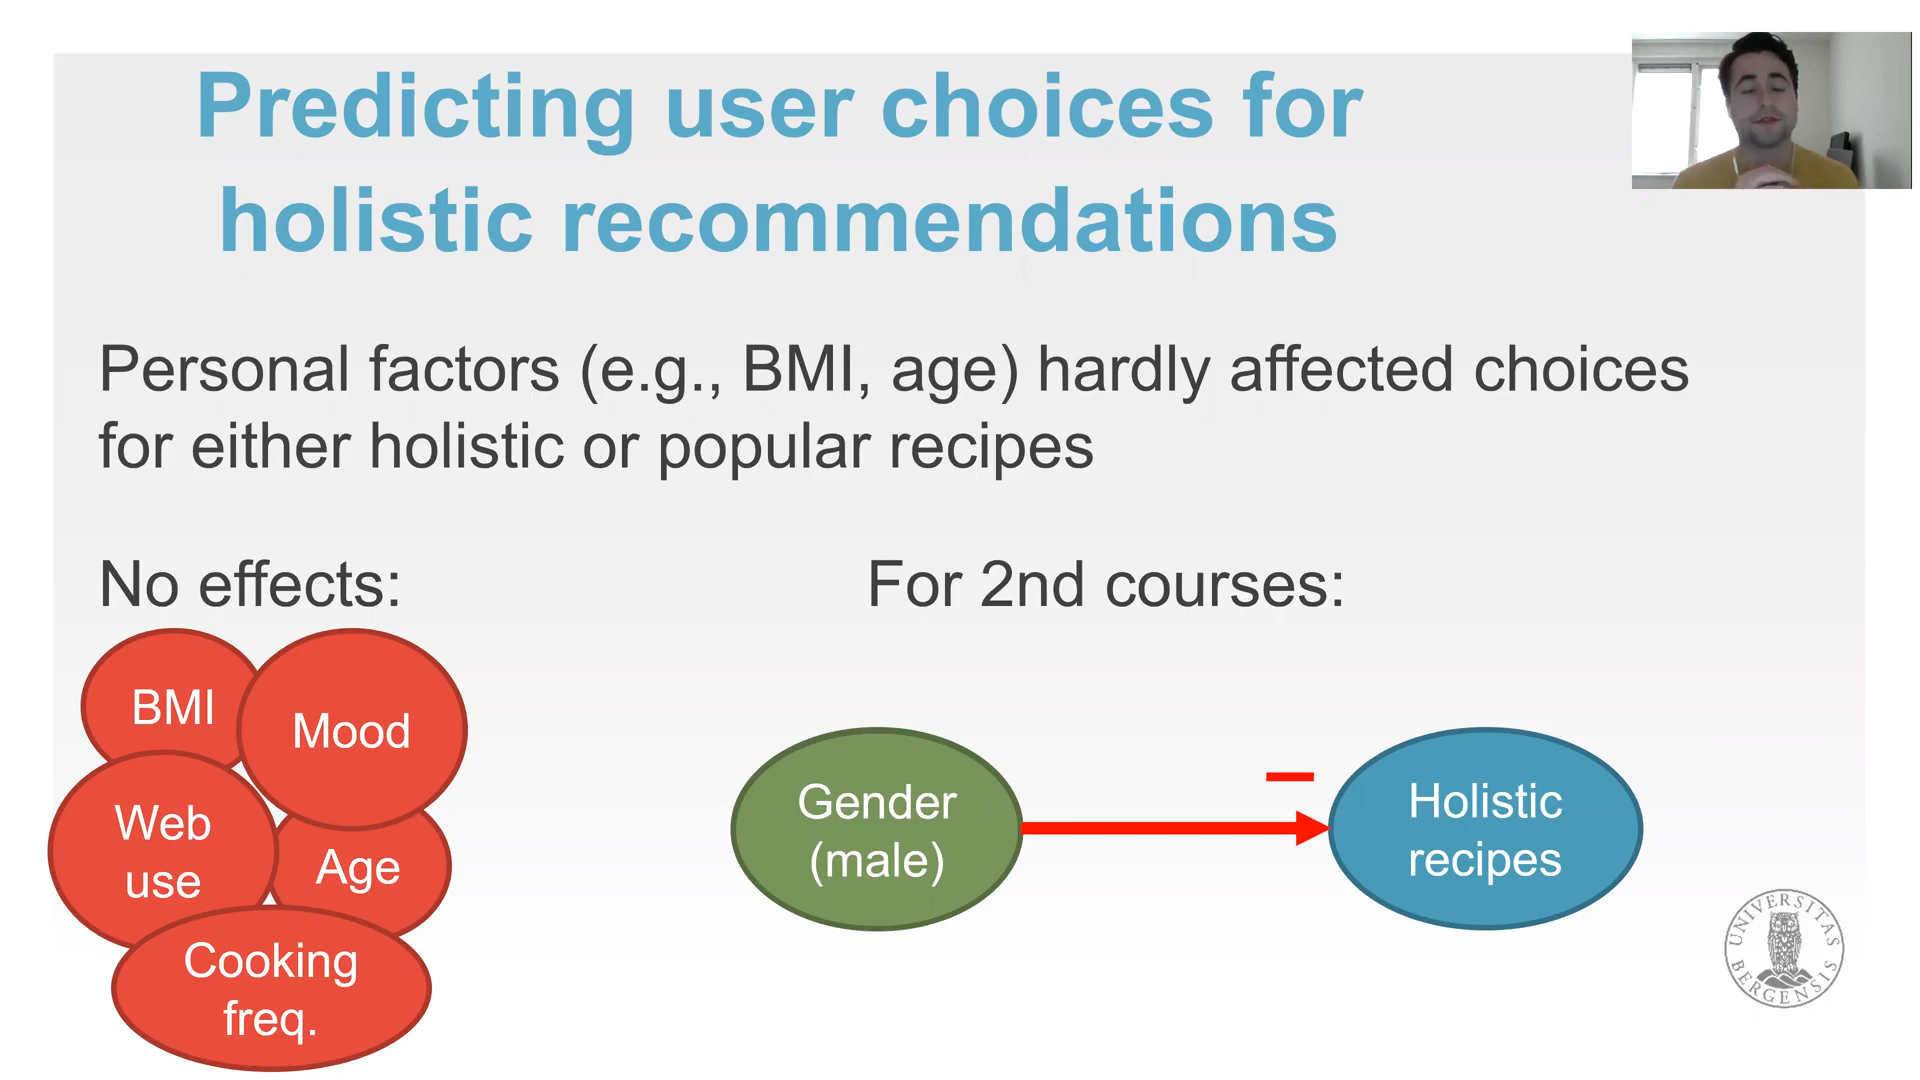 Predicting user choices for
holistic recommendations
Personal factors (e.g., BMI, age) hardly affected choices
for either holistic or popular recipes
No effects:
For 2nd courses:
BMI
Mood
Web
use
Age
Cooking
freq.
Gender
(male)
–
Holistic
recipes
UNIVERSITAS
BERGENSIS